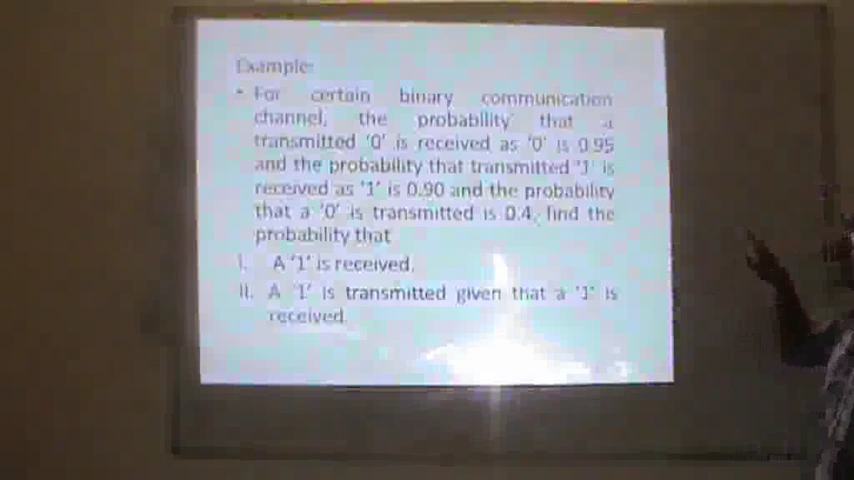 Example:
• For certain binary communication
channel, the probability that a
transmitted '0' is received as '0' is 0.95
and the probability that transmitted '1' is
received as '1' is 0.90 and the probability
that a '0' is transmitted is 0.4, find the
probability that
I. A '1' is received.
II. A '1' is transmitted given that a '1' is
received.